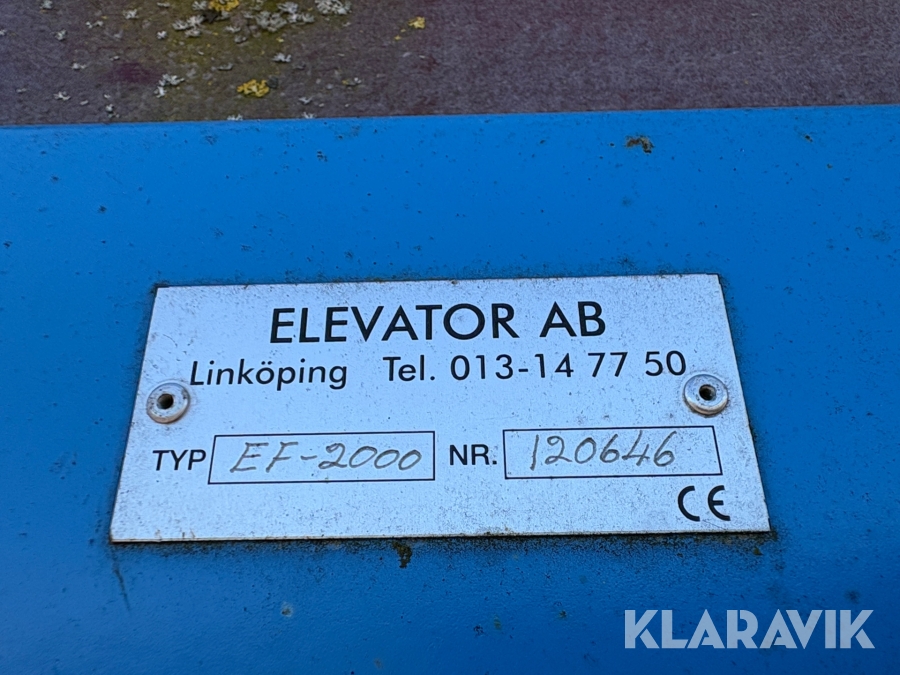 ELEVATOR AB
Linköping Tel. 013-14 77 50
TYP EF-2000 NR. 120646
CE
KLARAVIK